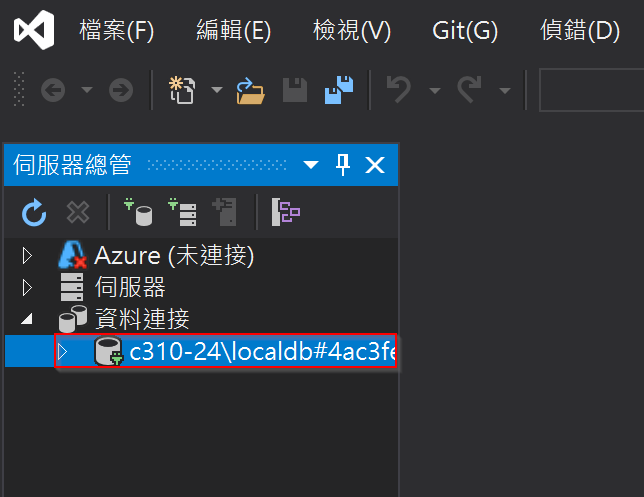 檔案(F) 編輯(E) 檢視(V) Git(G) 偵錯(D)
伺服器總管
Azure (未連接)
伺服器
資料連接
c310-24\localdb#4ac3fe